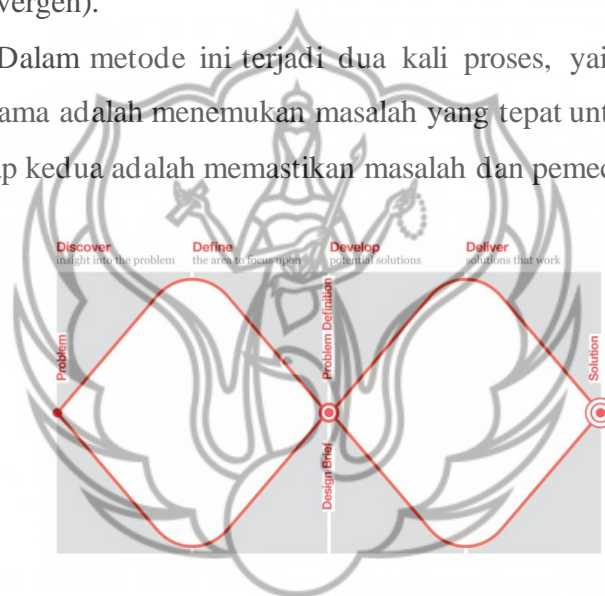 vergen).
Dalam metode ini terjadi dua kali proses, yai
ama adalah menemukan masalah yang tepat unt
p kedua adalah memastikan masalah dan pemec
Discover Define Develop Deliver
insight into the problem the area to focus upon potential solutions solutions that work
Problem
Problem Definition
Design Brief
Solution